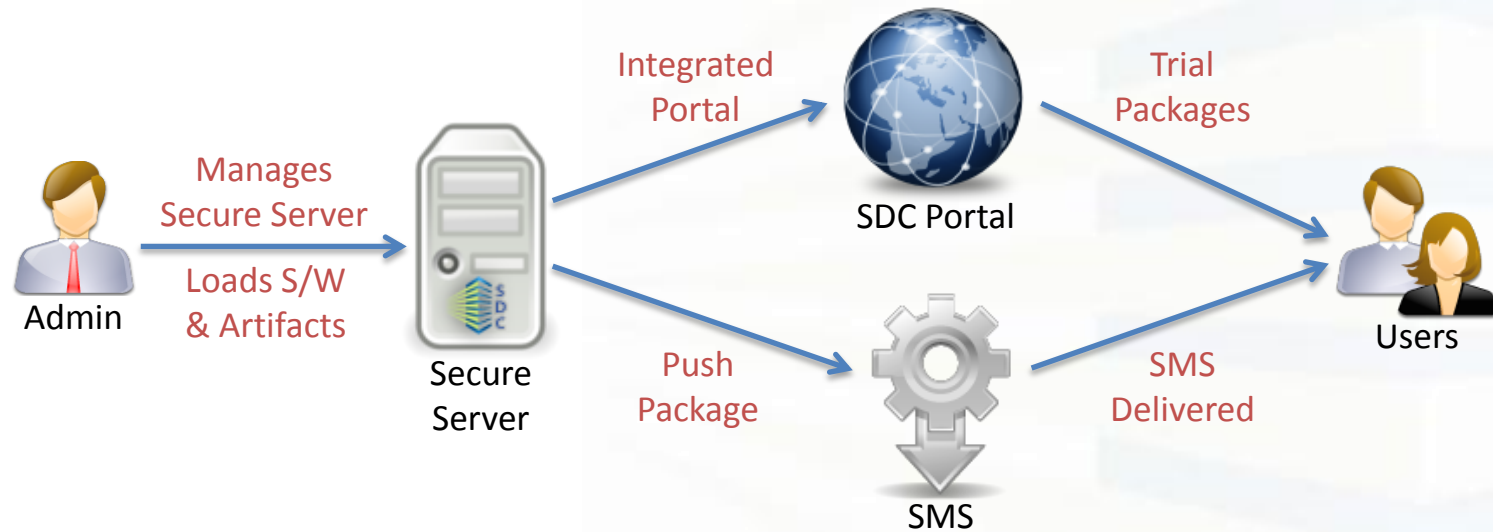 Admin
Manages
Secure Server
Loads S/W
& Artifacts
S
D
C
Secure
Server
Integrated
Portal
SDC Portal
Trial
Packages
Push
Package
SMS
SMS
Delivered
Users